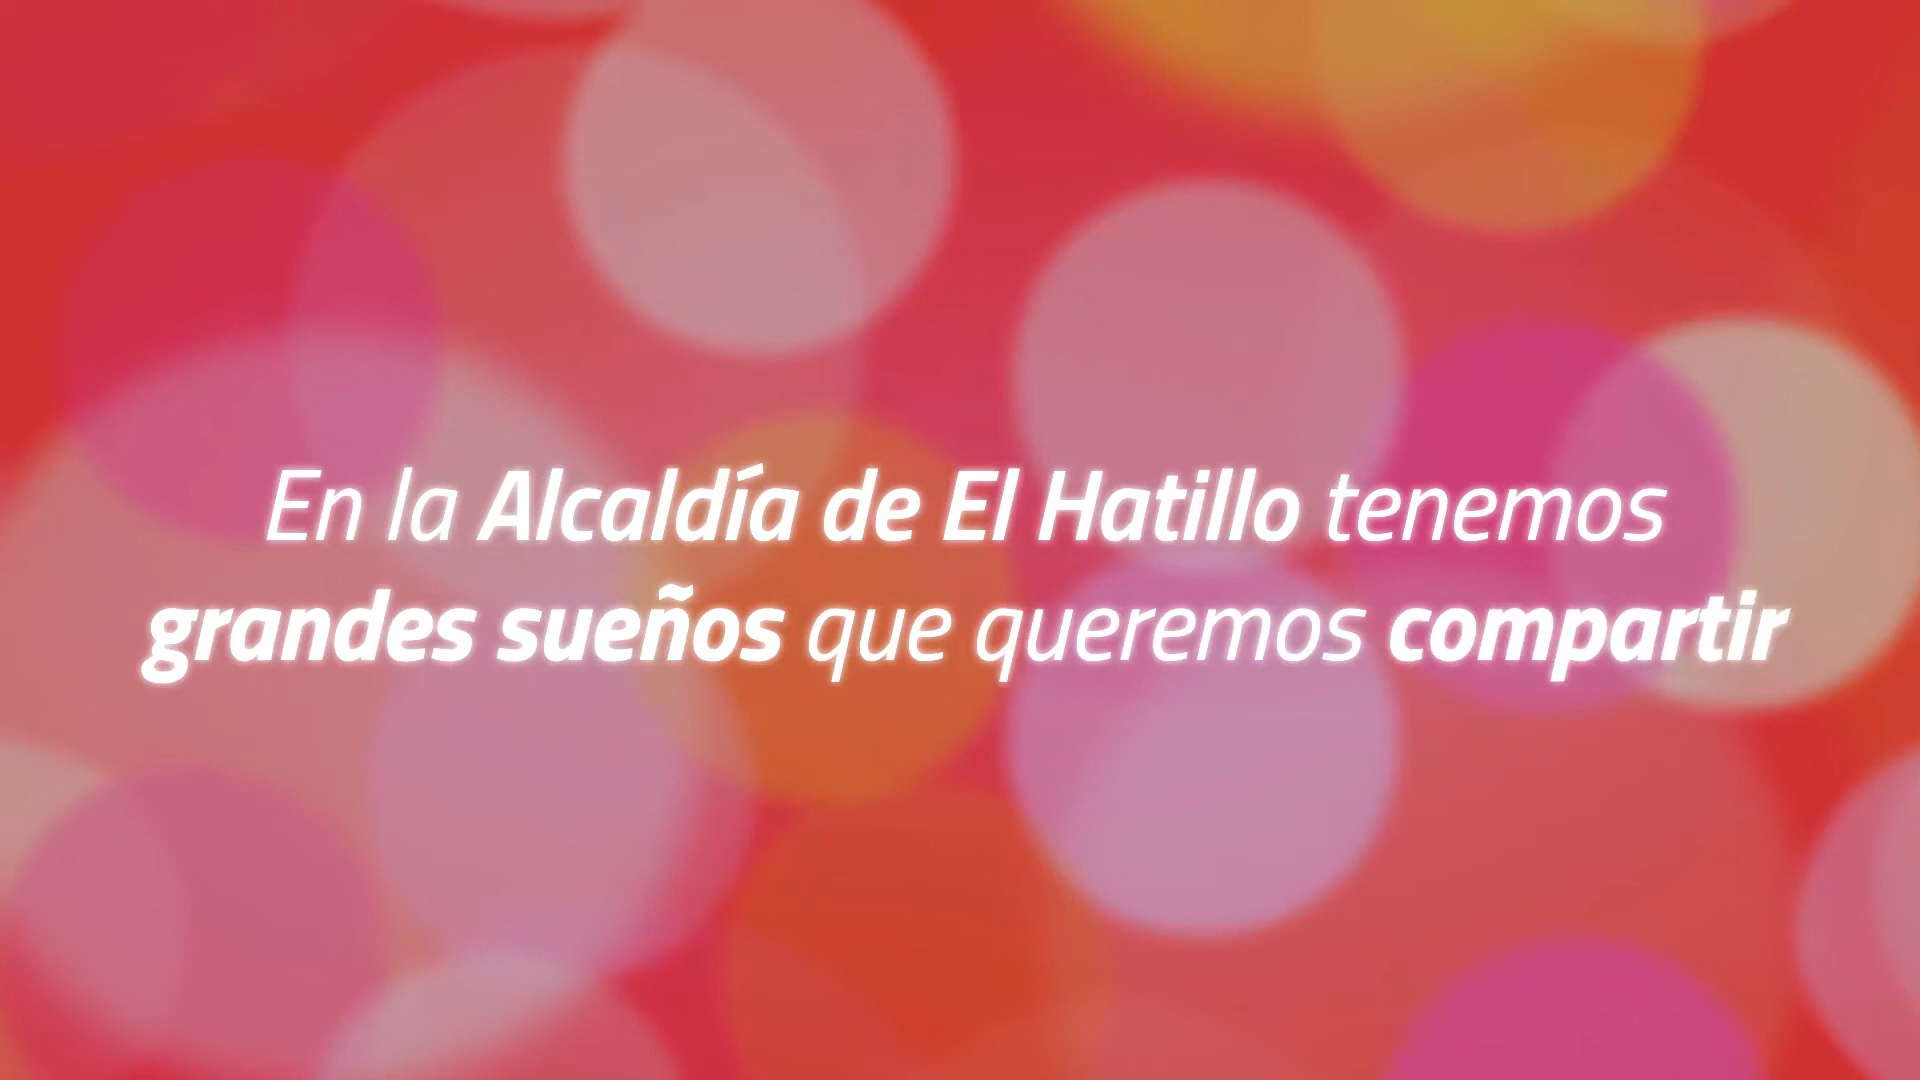 En la Alcaldía de El Hatillo tenemos
grandes sueños que queremos compartir